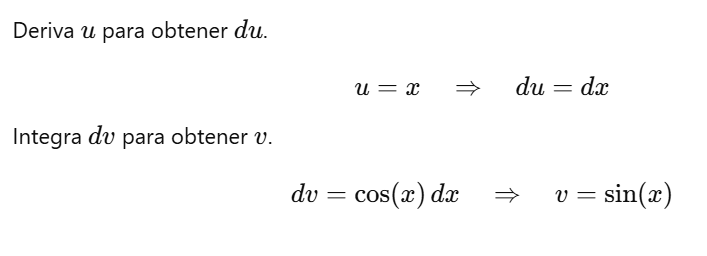 Deriva u para obtener du.
u = x ⇒ du = dx
Integra dv para obtener v.
dv = cos(x) dx ⇒ v = sin(x)